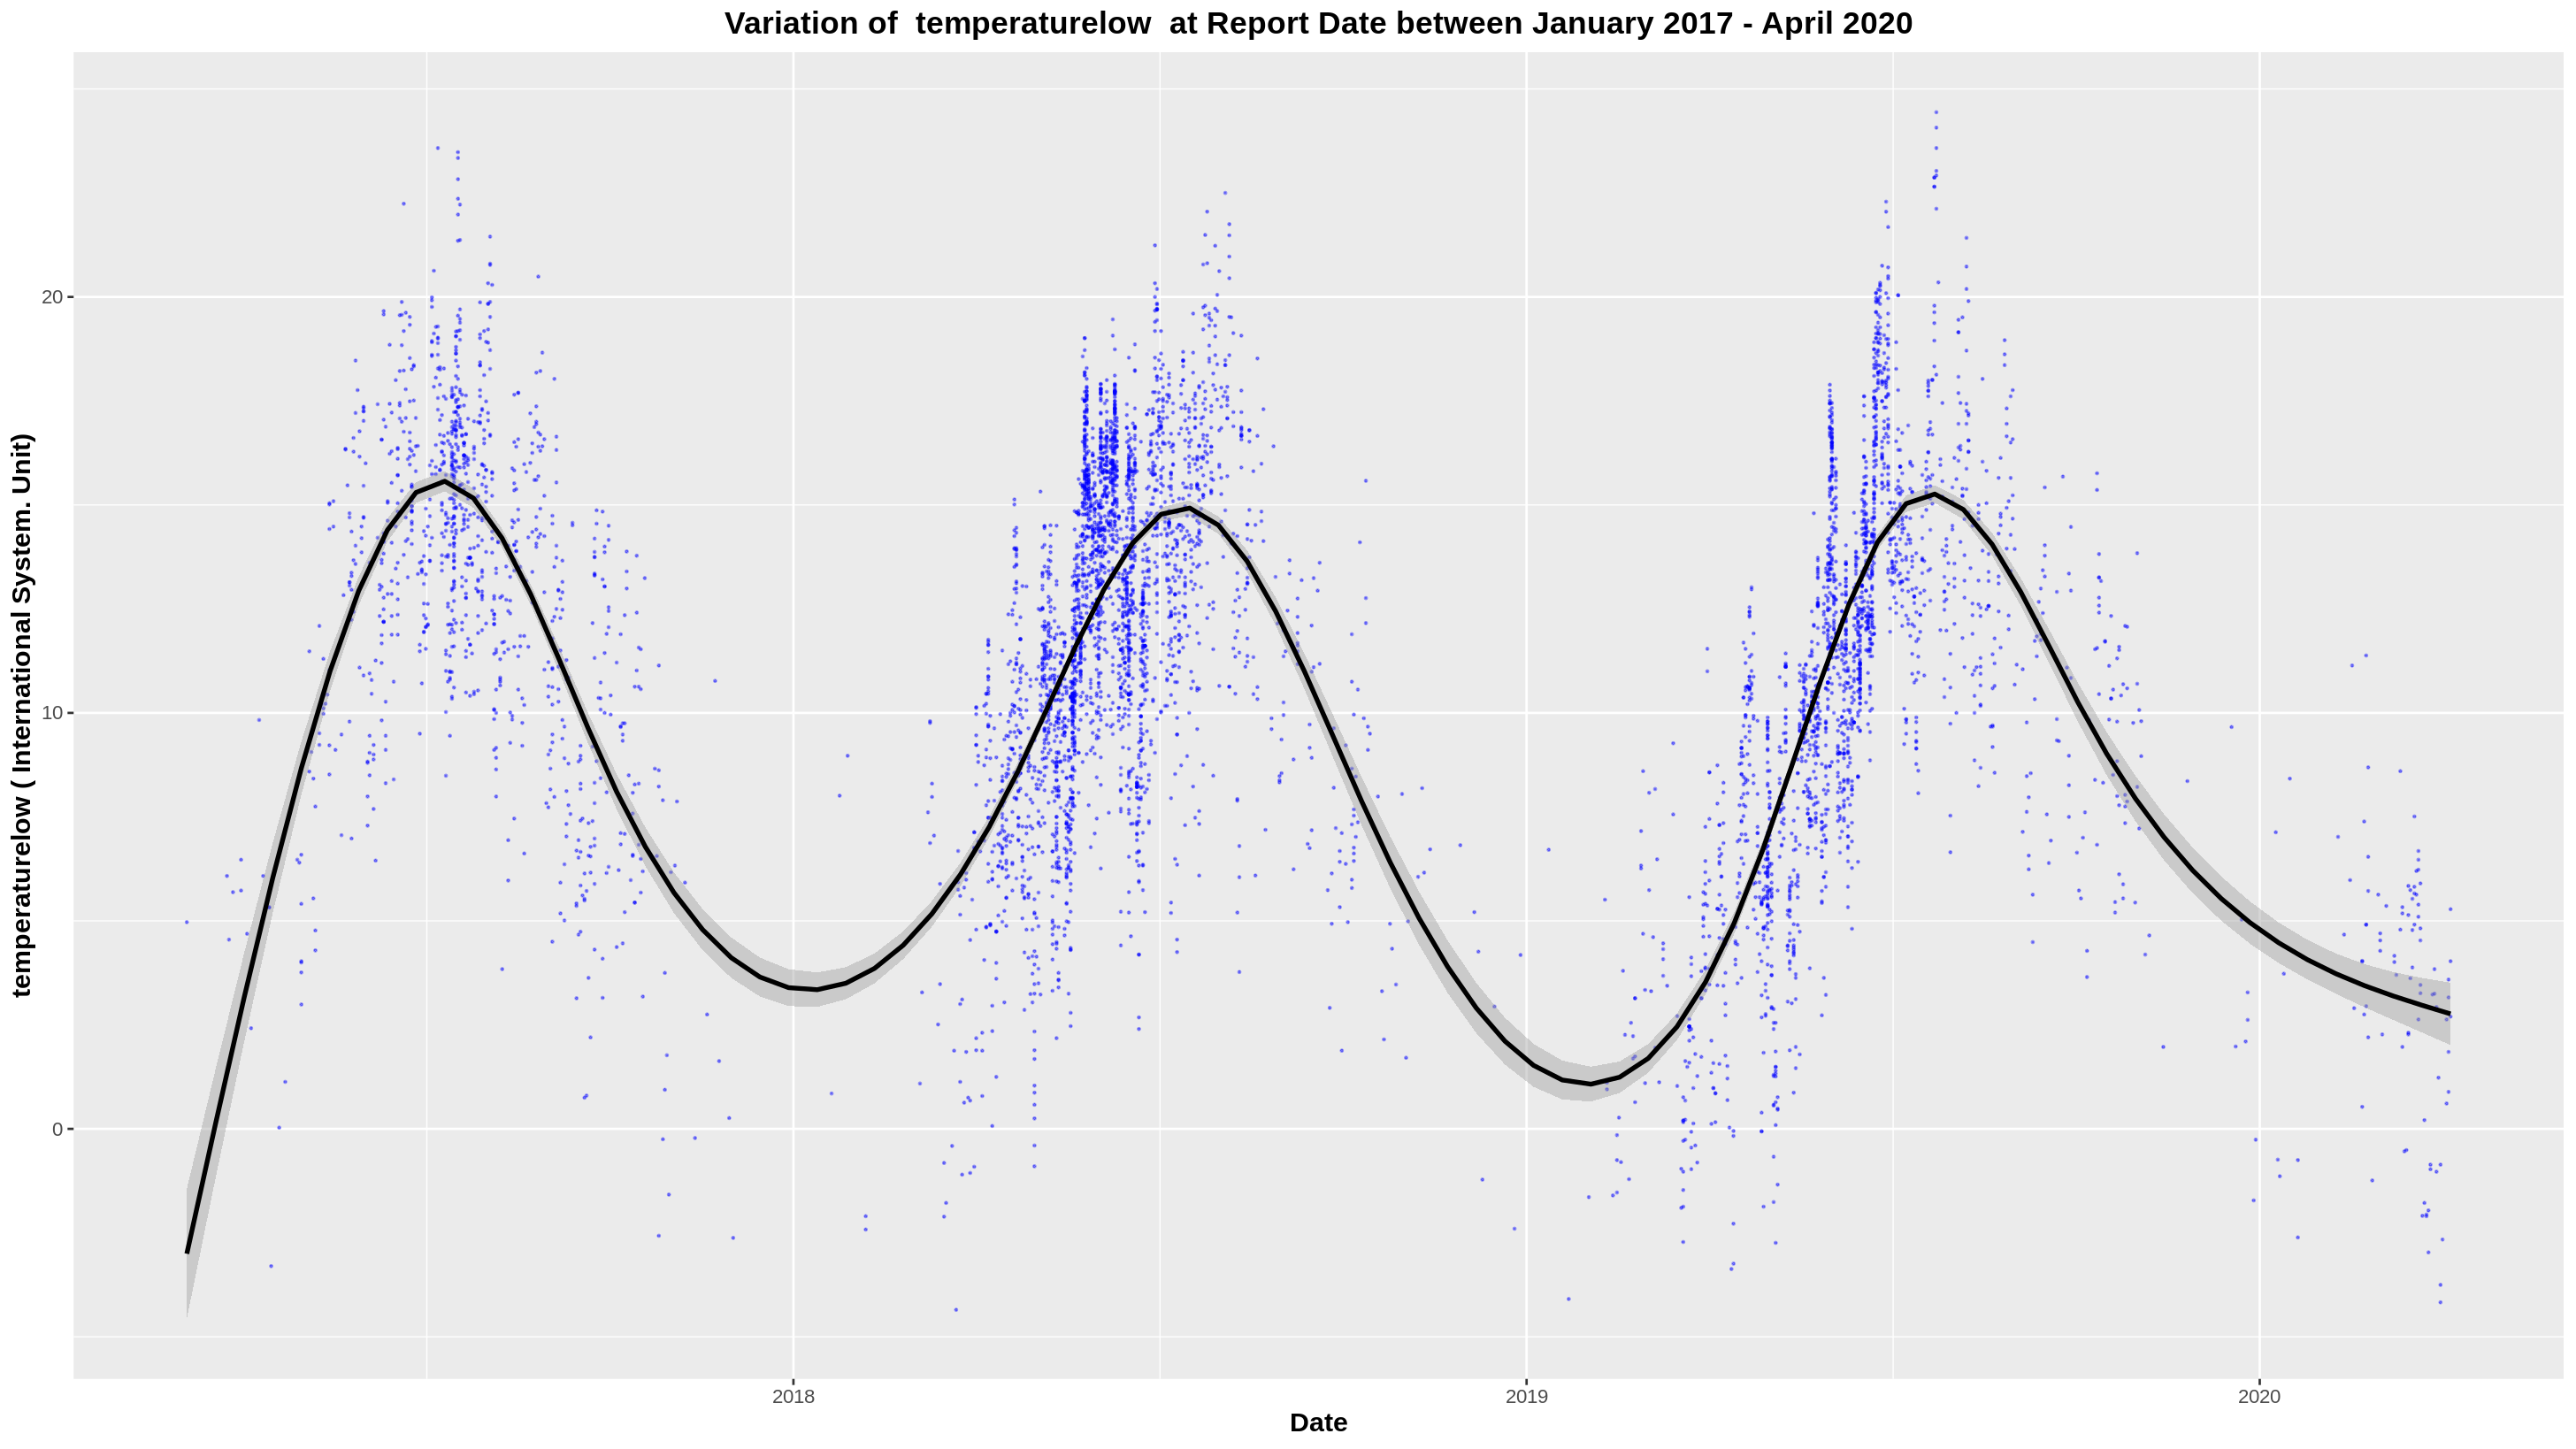 Variation of  temperaturelow  at Report Date between January 2017 - April 2020
temperaturelow ( International System. Unit)
20
10
0
2018
2019
2020
Date